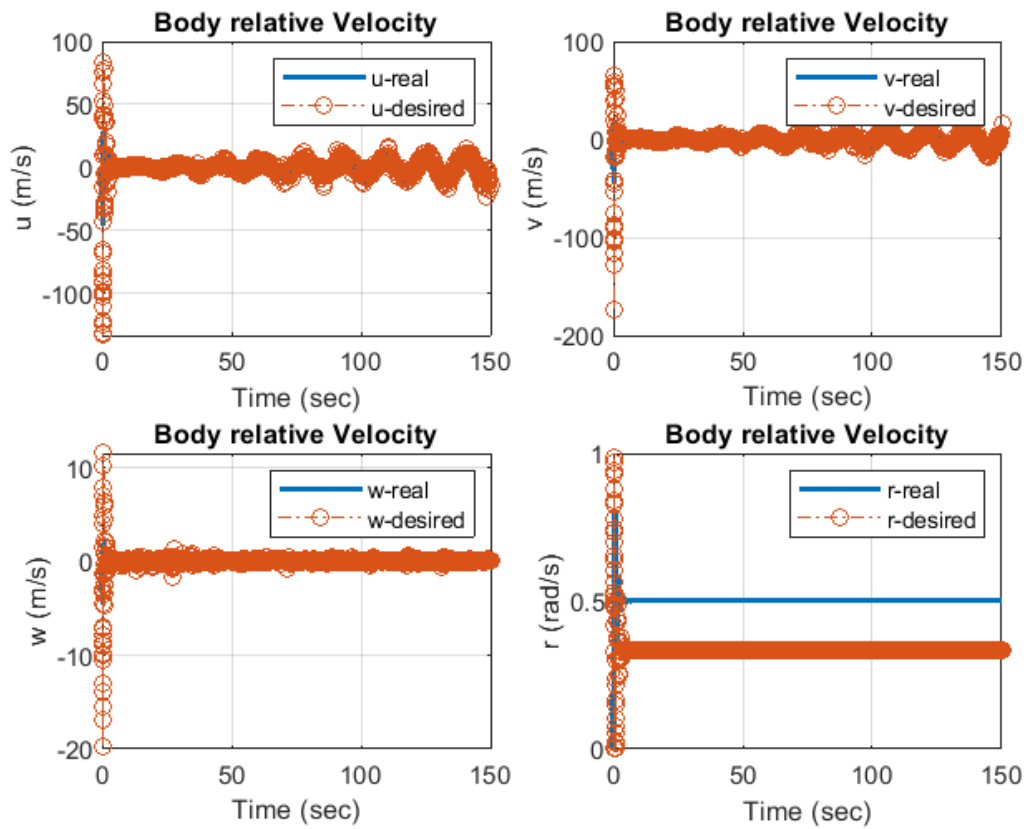 Body relative Velocity
100
50
0
-50
-100
u (m/s)
u-real
u-desired
0
50
100
150
Time (sec)
Body relative Velocity
100
0
-100
-200
v (m/s)
v-real
v-desired
0
50
100
150
Time (sec)
Body relative Velocity
10
0
-10
-20
w (m/s)
w-real
w-desired
0
50
100
150
Time (sec)
Body relative Velocity
1
0.5
0
r (rad/s)
r-real
r-desired
0
50
100
150
Time (sec)